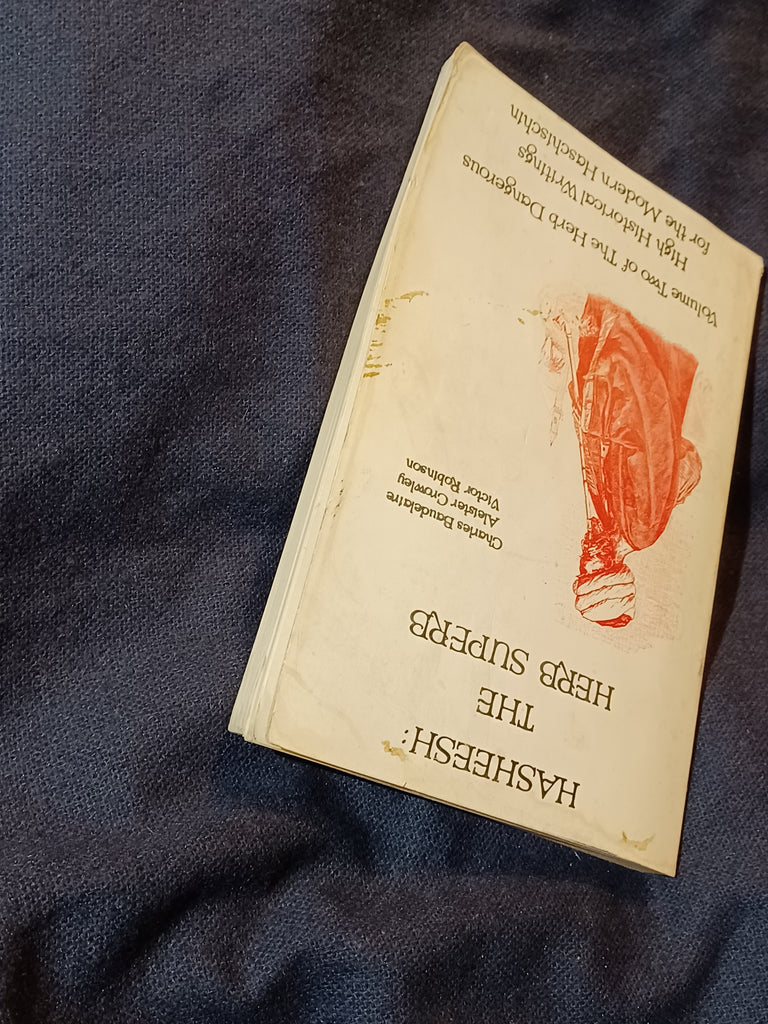 HASHEESH:
THE
HERB SUPERB
Charles Baudelaire
Aleister Crowley
Victor Robinson
Volume Two of The Herb Dangerous
High Historical Writings
for the Modern Haschischin